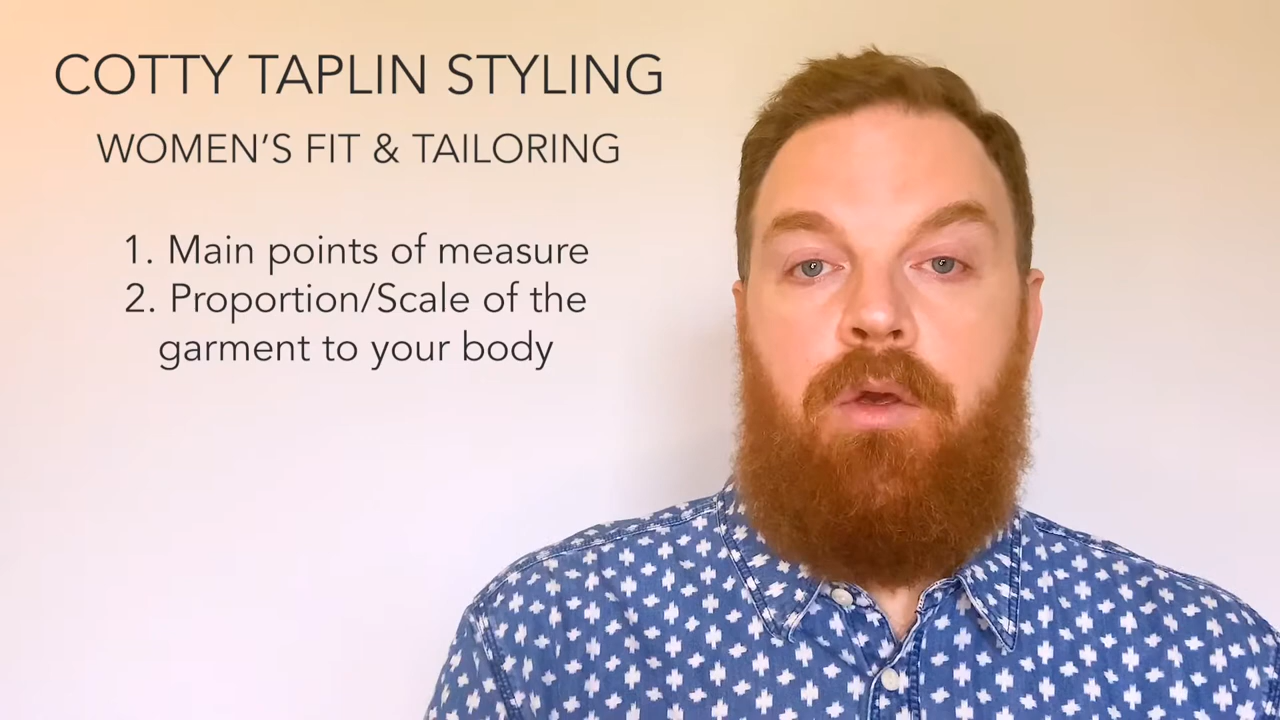 COTTY TAPLIN STYLING
WOMEN’S FIT & TAILORING
1. Main points of measure
2. Proportion/Scale of the
garment to your body